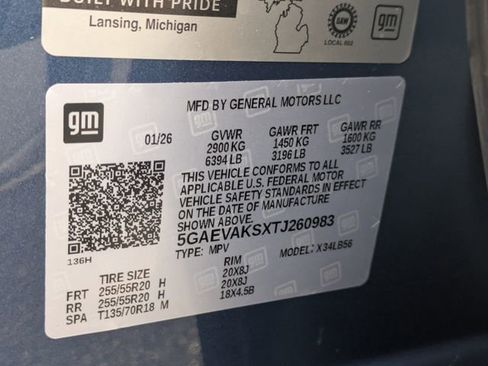 BUILT WITH PRIDE
Lansing, Michigan
UAW
LOCAL 602
gm
gm
MFD BY GENERAL MOTORS LLC
01/26 GVWR GAWR FRT GAWR RR
2900 KG 1450 KG 1600 KG
6394 LB 3196 LB 3527 LB
THIS VEHICLE CONFORMS TO ALL
APPLICABLE U.S. FEDERAL MOTOR
VEHICLE SAFETY STANDARDS IN EFFECT
ON THE DATE OF MANUFACTURE
5GAEVAKSXTJ260983
TYPE: MPV MODEL: X34LB56
136H
TIRE SIZE RIM
FRT 255/55R20 H 20X8J
RR 255/55R20 H 20X8J
SPA T135/70R18 M 18X4.5B